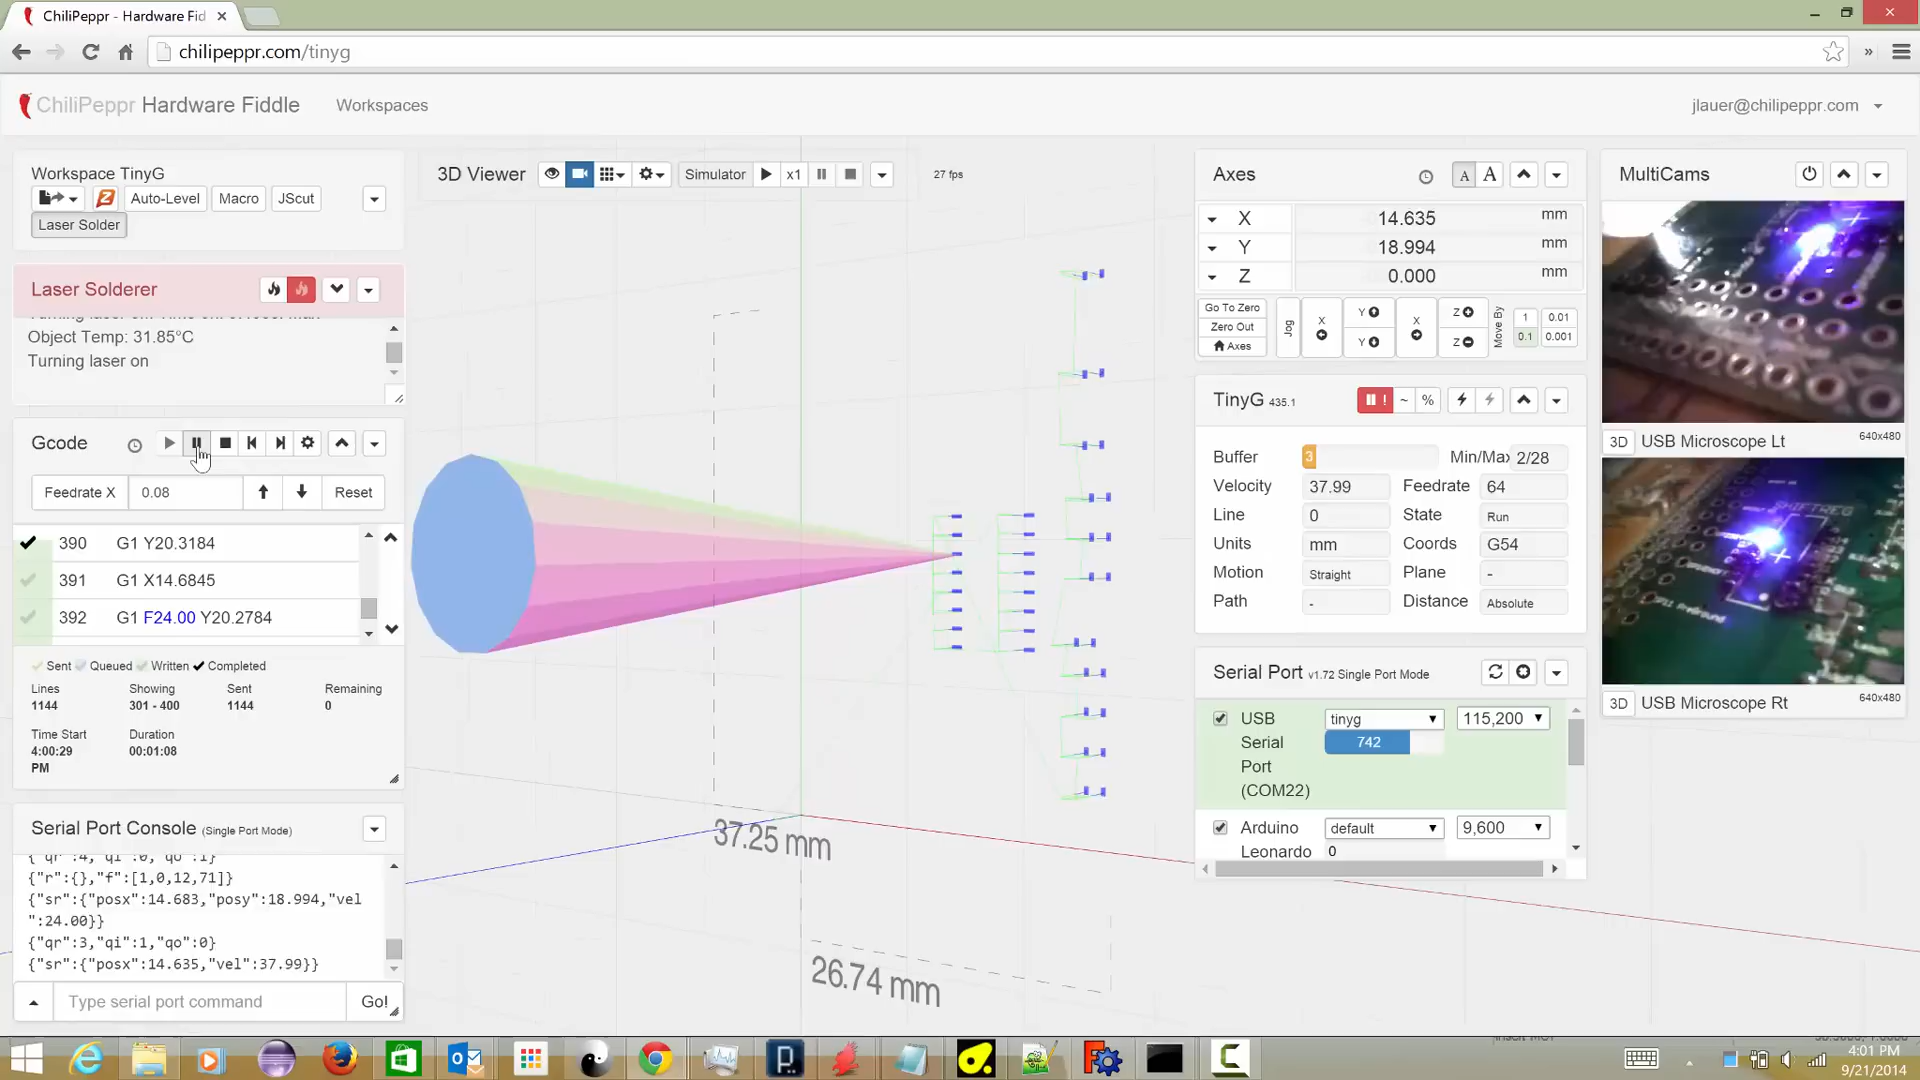 ChiliPeppr - Hardware Fid
chilipeppr.com/tinyg
ChiliPeppr Hardware Fiddle
Workspaces
jlauer@chilipeppr.com
Workspace TinyG
Auto-Level
Macro
JScut
Laser Solder
Laser Solderer
Object Temp: 31.85°C
Turning laser on
Gcode
Feedrate X
0.08
Reset
390 G1 Y20.3184
391 G1 X14.6845
392 G1 F24.00 Y20.2784
Sent Queued Written Completed
Lines Showing Sent Remaining
1144 301 - 400 1144 0
Time Start Duration
4:00:29 00:01:08
PM
Serial Port Console (Single Port Mode)
{"r":{},"f":[1,0,12,71]}
{"sr":{"posx":14.683,"posy":18.994,"vel
":24.00}}
{"qr":3,"qi":1,"qo":0}
{"sr":{"posx":14.635,"vel":37.99}}
Type serial port command
Go!
3D Viewer
Simulator
x1
27 fps
37.25 mm
26.74 mm
Axes
A A
X 14.635 mm
Y 18.994 mm
Z 0.000 mm
Go To Zero
Zero Out
Axes
Jog
X
Y
Y
X
Z
Z
Move By
1 0.01
0.1 0.001
TinyG 435.1
! ~ %
Buffer 3 Min/Max 2/28
Velocity 37.99 Feedrate 64
Line 0 State Run
Units mm Coords G54
Motion Straight Plane -
Path - Distance Absolute
Serial Port v1.72 Single Port Mode
USB
Serial
Port
(COM22)
tinyg
115,200
742
Arduino
Leonardo
default
9,600
0
MultiCams
SHIFTREG
3D USB Microscope Lt 640x480
3D USB Microscope Rt 640x480
4:01 PM
9/21/2014